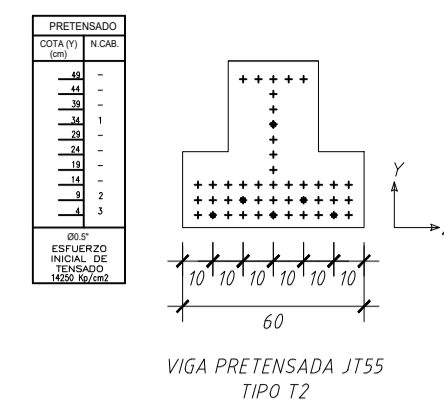 PRETENSADO
COTA (Y) N.CAB.
(cm)
49 -
44 -
39 -
34 1
29 -
24 -
19 -
14 -
9 2
4 3
Ø0.5"
ESFUERZO
INICIAL DE
TENSADO
14250 Kp/cm2
Y
10 10 10 10 10 10
60
VIGA PRETENSADA JT55
TIPO T2